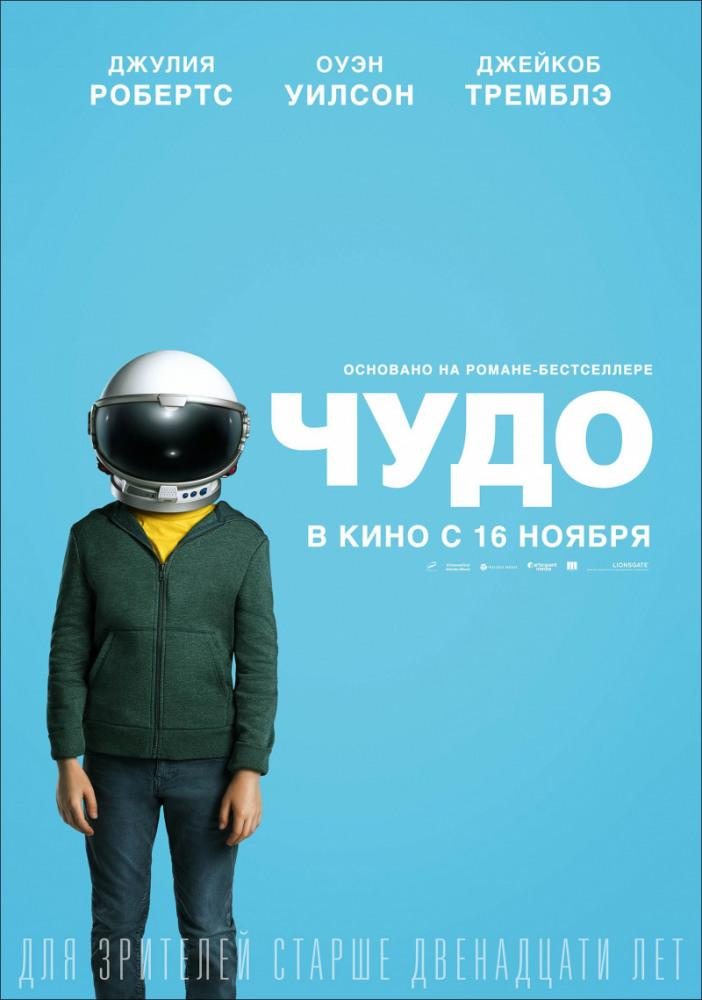 ДЖУЛИЯ РОБЕРТС
ОУЭН УИЛСОН
ДЖЕЙКОБ ТРЕМБЛЭ
ОСНОВАНО НА РОМАНЕ-БЕСТСЕЛЛЕРЕ
ЧУДО
В КИНО С 16 НОЯБРЯ
LIONSGATE
ДЛЯ ЗРИТЕЛЕЙ СТАРШЕ ДВЕНАДЦАТИ ЛЕТ